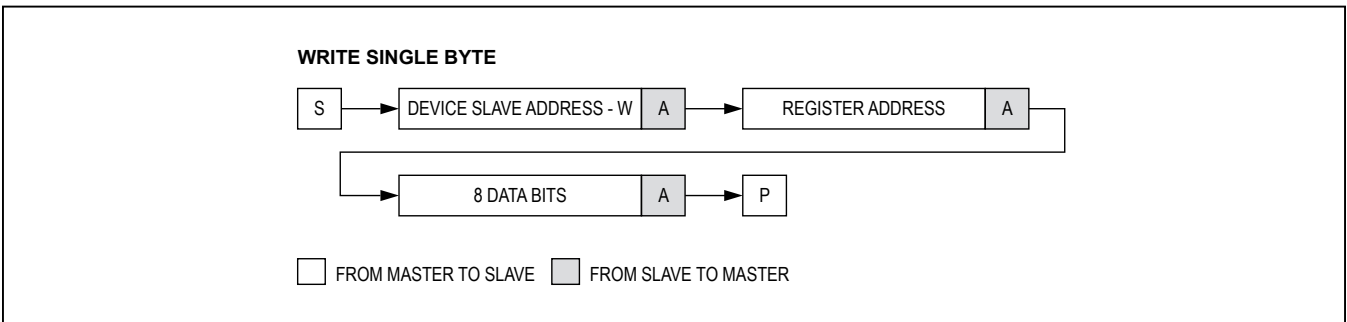 WRITE SINGLE BYTE
S DEVICE SLAVE ADDRESS - W A REGISTER ADDRESS A
8 DATA BITS A P
FROM MASTER TO SLAVE FROM SLAVE TO MASTER